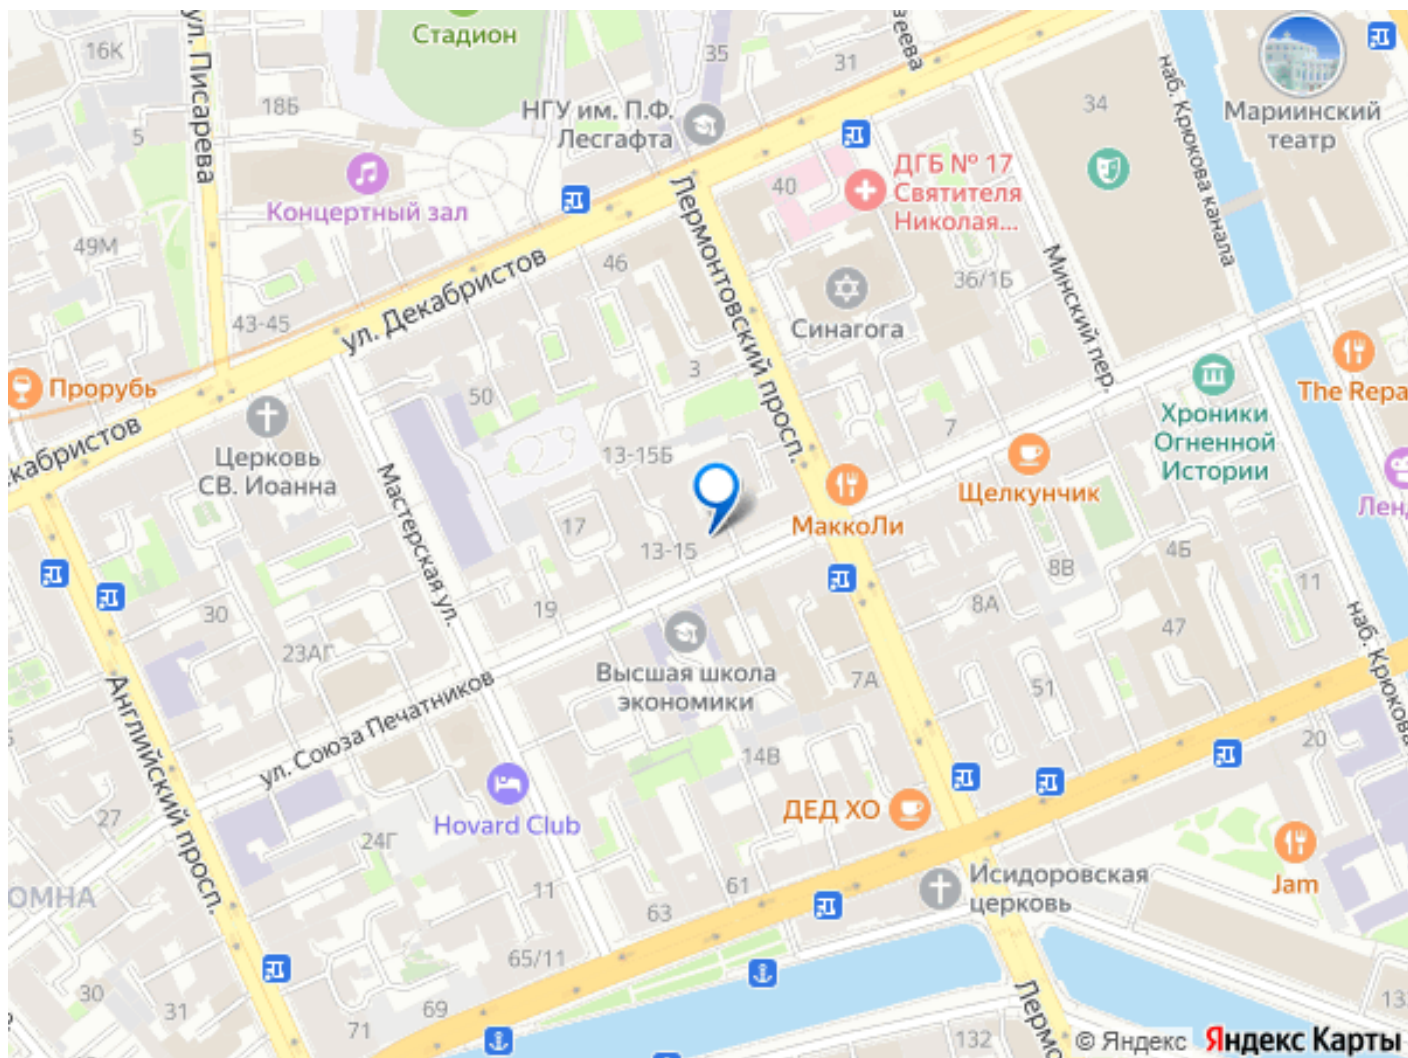 Стадион
16К
ул. Писарева
18Б
5
35
31
зеева
НГУ им. П.Ф.
Лесгафта
34
наб. Крюкова канала
Мариинский
театр
Концертный зал
40
ДГБ № 17
Святителя
Николая...
49М
46
Лермонтовский просп.
36/1Б
Минский пер.
Синагога
43-45
ул. Декабристов
3
Прорубь
50
7
Хроники
Огненной
Истории
The Repa
кабристов
Церковь
СВ. Иоанна
13-15Б
Щелкунчик
Лен
Мастерская ул.
17
13-15
МаккоЛи
4Б
8В
11
30
19
8А
наб. Крюкова
23АГ
47
Высшая школа
экономики
7А
51
Английский просп.
ул. Союза Печатников
14В
20
27
Hovard Club
ДЕД ХО
24Г
Jam
ОМНА
11
61
63
Исидоровская
церковь
65/11
30
31
69
71
Лермо
132
13
© Яндекс
Яндекс Карты